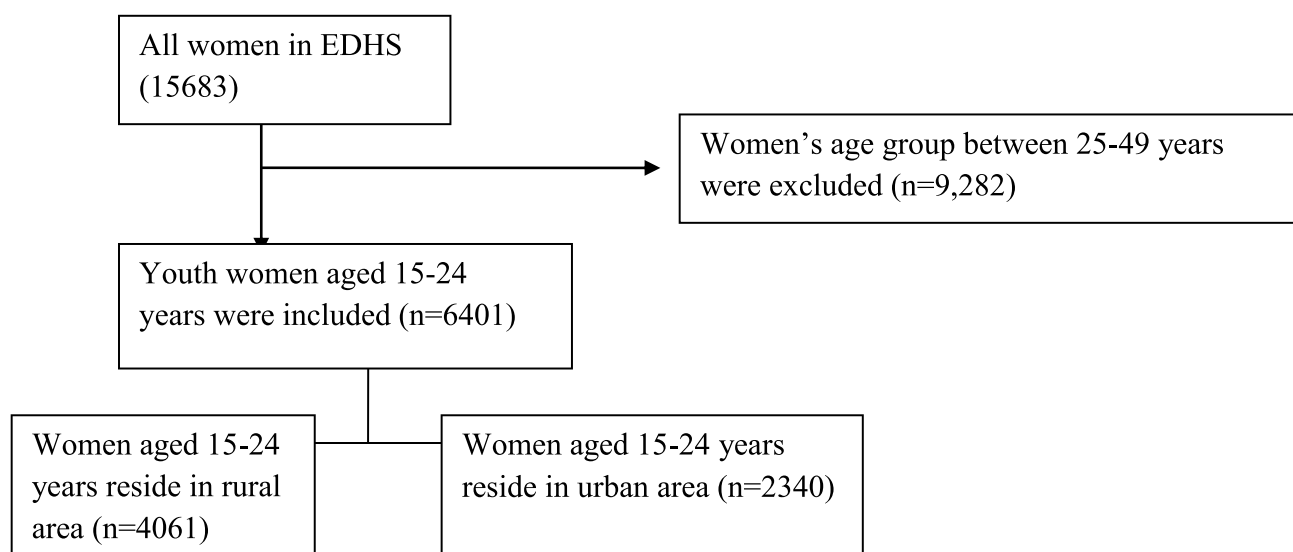 All women in EDHS
(15683)
Women’s age group between 25-49 years
were excluded (n=9,282)
Youth women aged 15-24
years were included (n=6401)
Women aged 15-24
years reside in rural
area (n=4061)
Women aged 15-24 years
reside in urban area (n=2340)